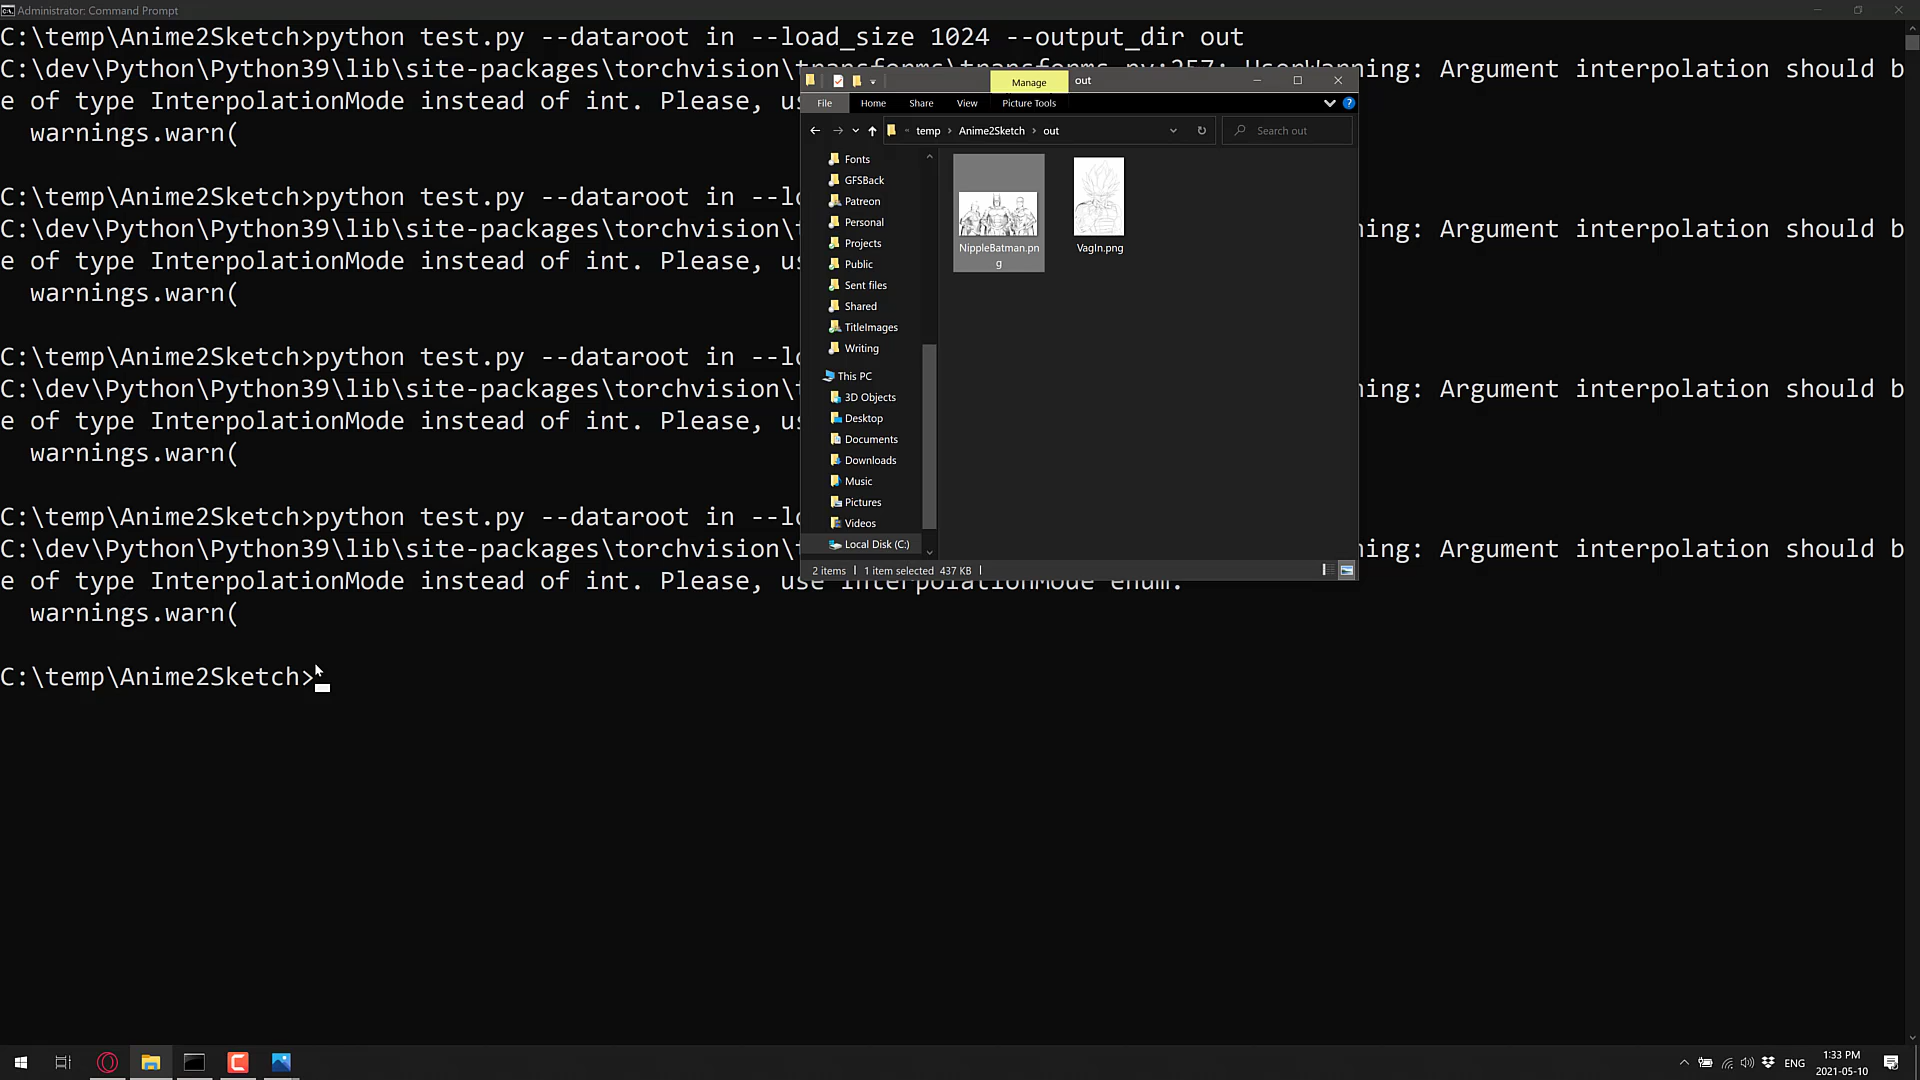 Administrator: Command Prompt
C:\temp\Anime2Sketch>python test.py --dataroot in --load_size 1024 --output_dir out
C:\dev\Python\Python39\lib\site-packages\torchvision\transforms\transforms.py:257: UserWarning: Argument interpolation should b
e of type InterpolationMode instead of int. Please, us
warnings.warn(
C:\temp\Anime2Sketch>python test.py --dataroot in --lo
C:\dev\Python\Python39\lib\site-packages\torchvision\t ning: Argument interpolation should b
e of type InterpolationMode instead of int. Please, us
warnings.warn(
C:\temp\Anime2Sketch>python test.py --dataroot in --lo
C:\dev\Python\Python39\lib\site-packages\torchvision\t ning: Argument interpolation should b
e of type InterpolationMode instead of int. Please, us
warnings.warn(
C:\temp\Anime2Sketch>python test.py --dataroot in --lo
C:\dev\Python\Python39\lib\site-packages\torchvision\t ning: Argument interpolation should b
e of type InterpolationMode instead of int. Please, use InterpolationMode enum.
warnings.warn(
C:\temp\Anime2Sketch>
Manage out
File Home Share View Picture Tools
« temp › Anime2Sketch › out
Search out
Fonts
GFSBack
Patreon
Personal
Projects
Public
Sent files
Shared
TitleImages
Writing
This PC
3D Objects
Desktop
Documents
Downloads
Music
Pictures
Videos
Local Disk (C:)
NippleBatman.pn
g
VagIn.png
2 items 1 item selected 437 KB
ENG
1:33 PM
2021-05-10